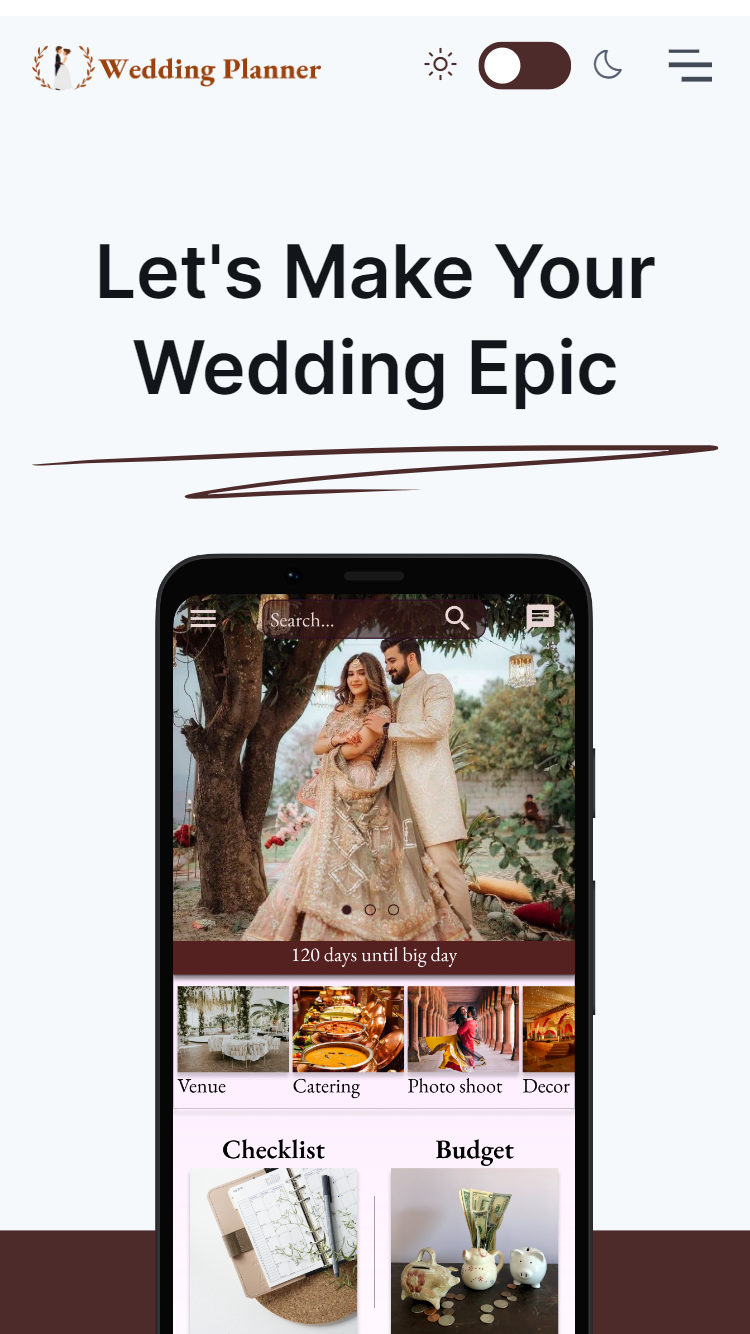 Wedding Planner
Let's Make Your
Wedding Epic
Search...
120 days until big day
Venue
Catering
Photo shoot
Decor
Checklist
Budget